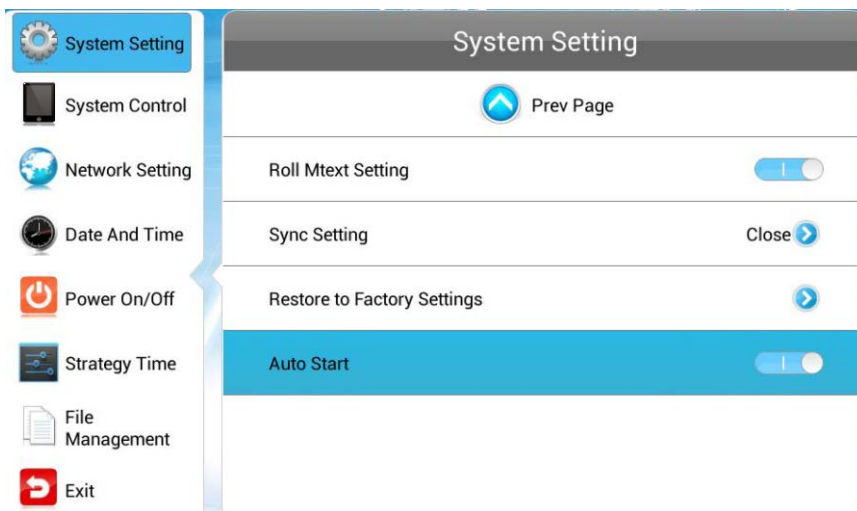 System Setting
System Control
Network Setting
Date And Time
Power On/Off
Strategy Time
File
Management
Exit
System Setting
Prev Page
Roll Mtext Setting
Sync Setting
Close
Restore to Factory Settings
Auto Start